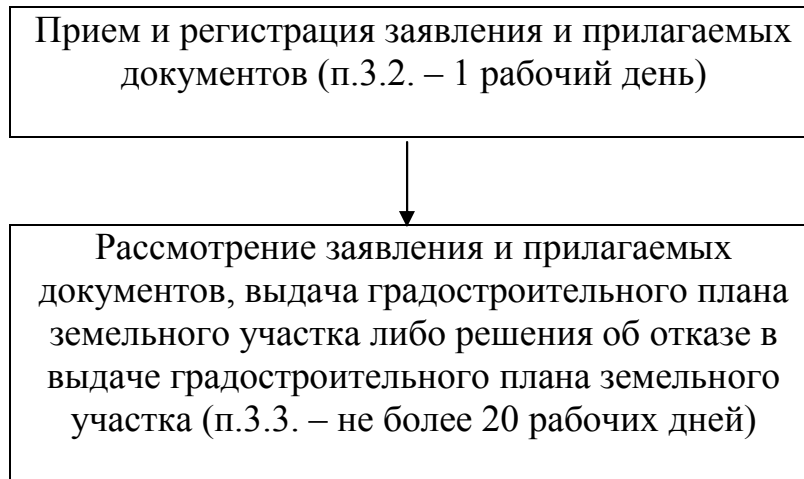 Прием и регистрация заявления и прилагаемых
документов (п.3.2. – 1 рабочий день)
Рассмотрение заявления и прилагаемых
документов, выдача градостроительного плана
земельного участка либо решения об отказе в
выдаче градостроительного плана земельного
участка (п.3.3. – не более 20 рабочих дней)